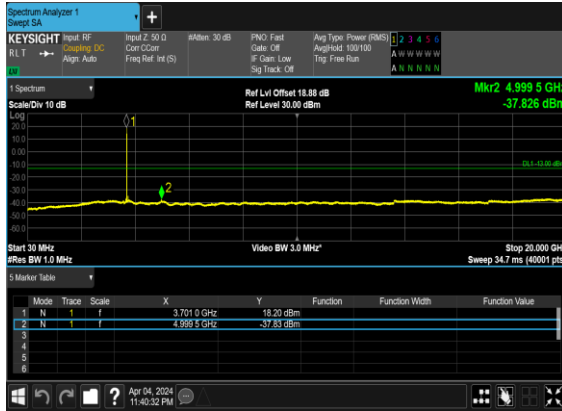 Spectrum Analyzer 1
Swept SA
+
KEYSIGHT Input: RF Input Z: 50 Ω #Atten: 30 dB PNO: Fast Avg Type: Power (RMS) 1 2 3 4 5 6
RLT Coupling: DC Corr CCorr Gate: Off Avg|Hold: 100/100 A W W W W W
Align: Auto Freq Ref: Int (S) IF Gain: Low Trig: Free Run
LU Sig Track: Off A N N N N N
1 Spectrum Ref Lvl Offset 18.88 dB Mkr2 4.999 5 GHz
Scale/Div 10 dB Ref Level 30.00 dBm -37.826 dBm
Log
20.0
10.0
0.00
-10.0
-20.0
-30.0
-40.0
-50.0
-60.0
1
2
DL1 -13.00 dBm
Start 30 MHz Video BW 3.0 MHz* Stop 20.000 GHz
#Res BW 1.0 MHz Sweep 34.7 ms (40001 pts)
5 Marker Table
Mode Trace Scale X Y Function Function Width Function Value
1 N 1 f 3.701 0 GHz 18.20 dBm
2 N 1 f 4.999 5 GHz -37.83 dBm
3
4
5
6
? Apr 04, 2024
11:40:32 PM